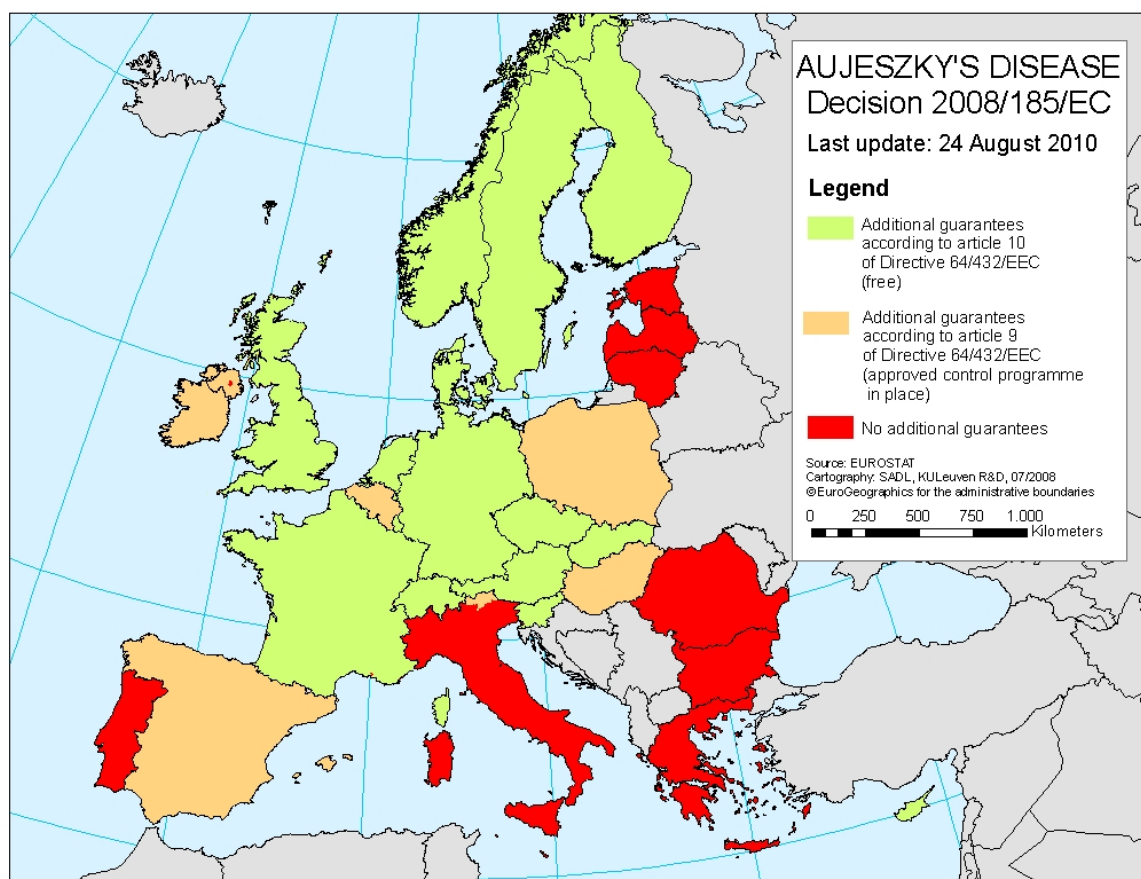 AUJESZKY'S DISEASE
Decision 2008/185/EC
Last update: 24 August 2010
Legend
Additional guarantees
according to article 10
of Directive 64/432/EEC
(free)
Additional guarantees
according to article 9
of Directive 64/432/EEC
(approved control programme
in place)
No additional guarantees
Source: EUROSTAT
Cartography: SADL, KULeuven R&D, 07/2008
©EuroGeographics for the administrative boundaries
0 250 500 750 1.000
Kilometers